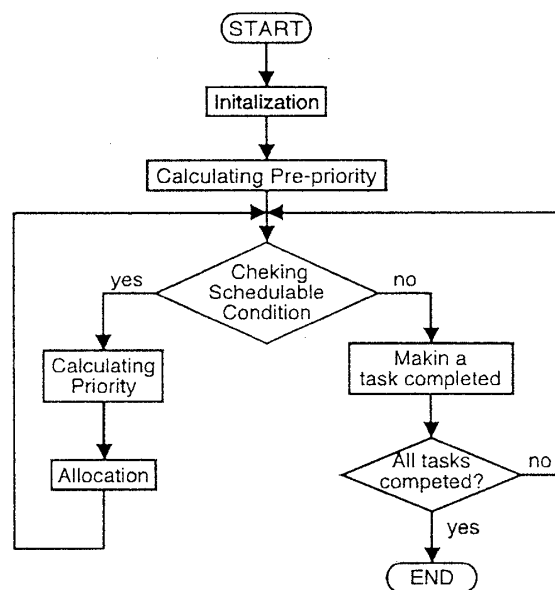 START
Initalization
Calculating Pre-priority
Cheking
Schedulable
Condition
yes
no
Calculating
Priority
Makin a
task completed
Allocation
All tasks
competed?
no
yes
END